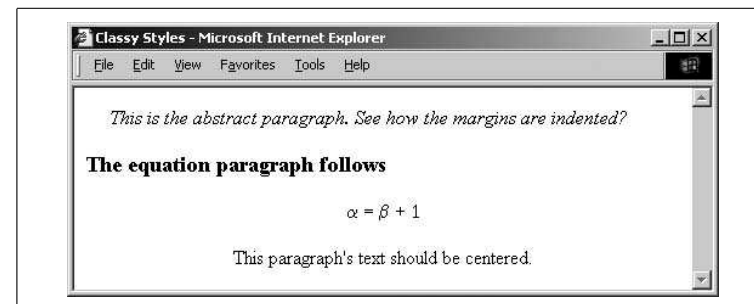 Classy Styles - Microsoft Internet Explorer
File Edit View Favorites Tools Help
This is the abstract paragraph. See how the margins are indented?
The equation paragraph follows
α = β + 1
This paragraph's text should be centered.